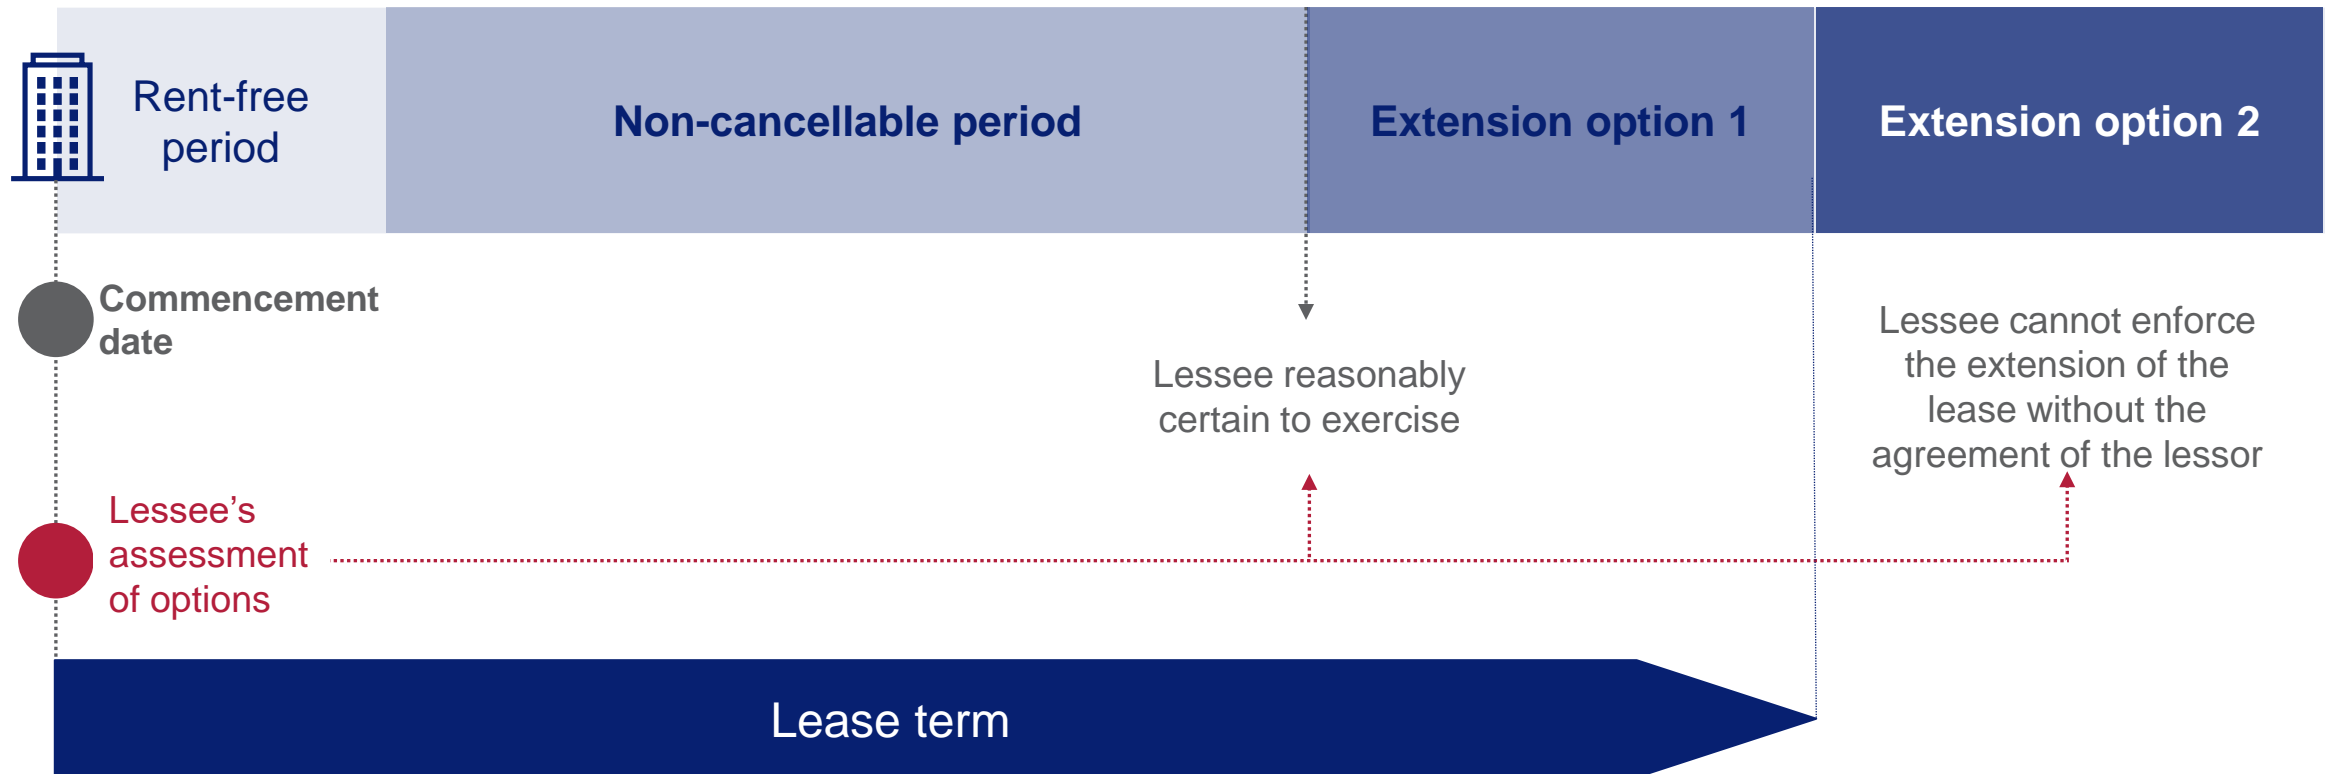 Rent-free
period
Non-cancellable period
Extension option 1
Extension option 2
Commencement
date
Lessee reasonably
certain to exercise
Lessee cannot enforce
the extension of the
lease without the
agreement of the lessor
Lessee’s
assessment
of options
Lease term